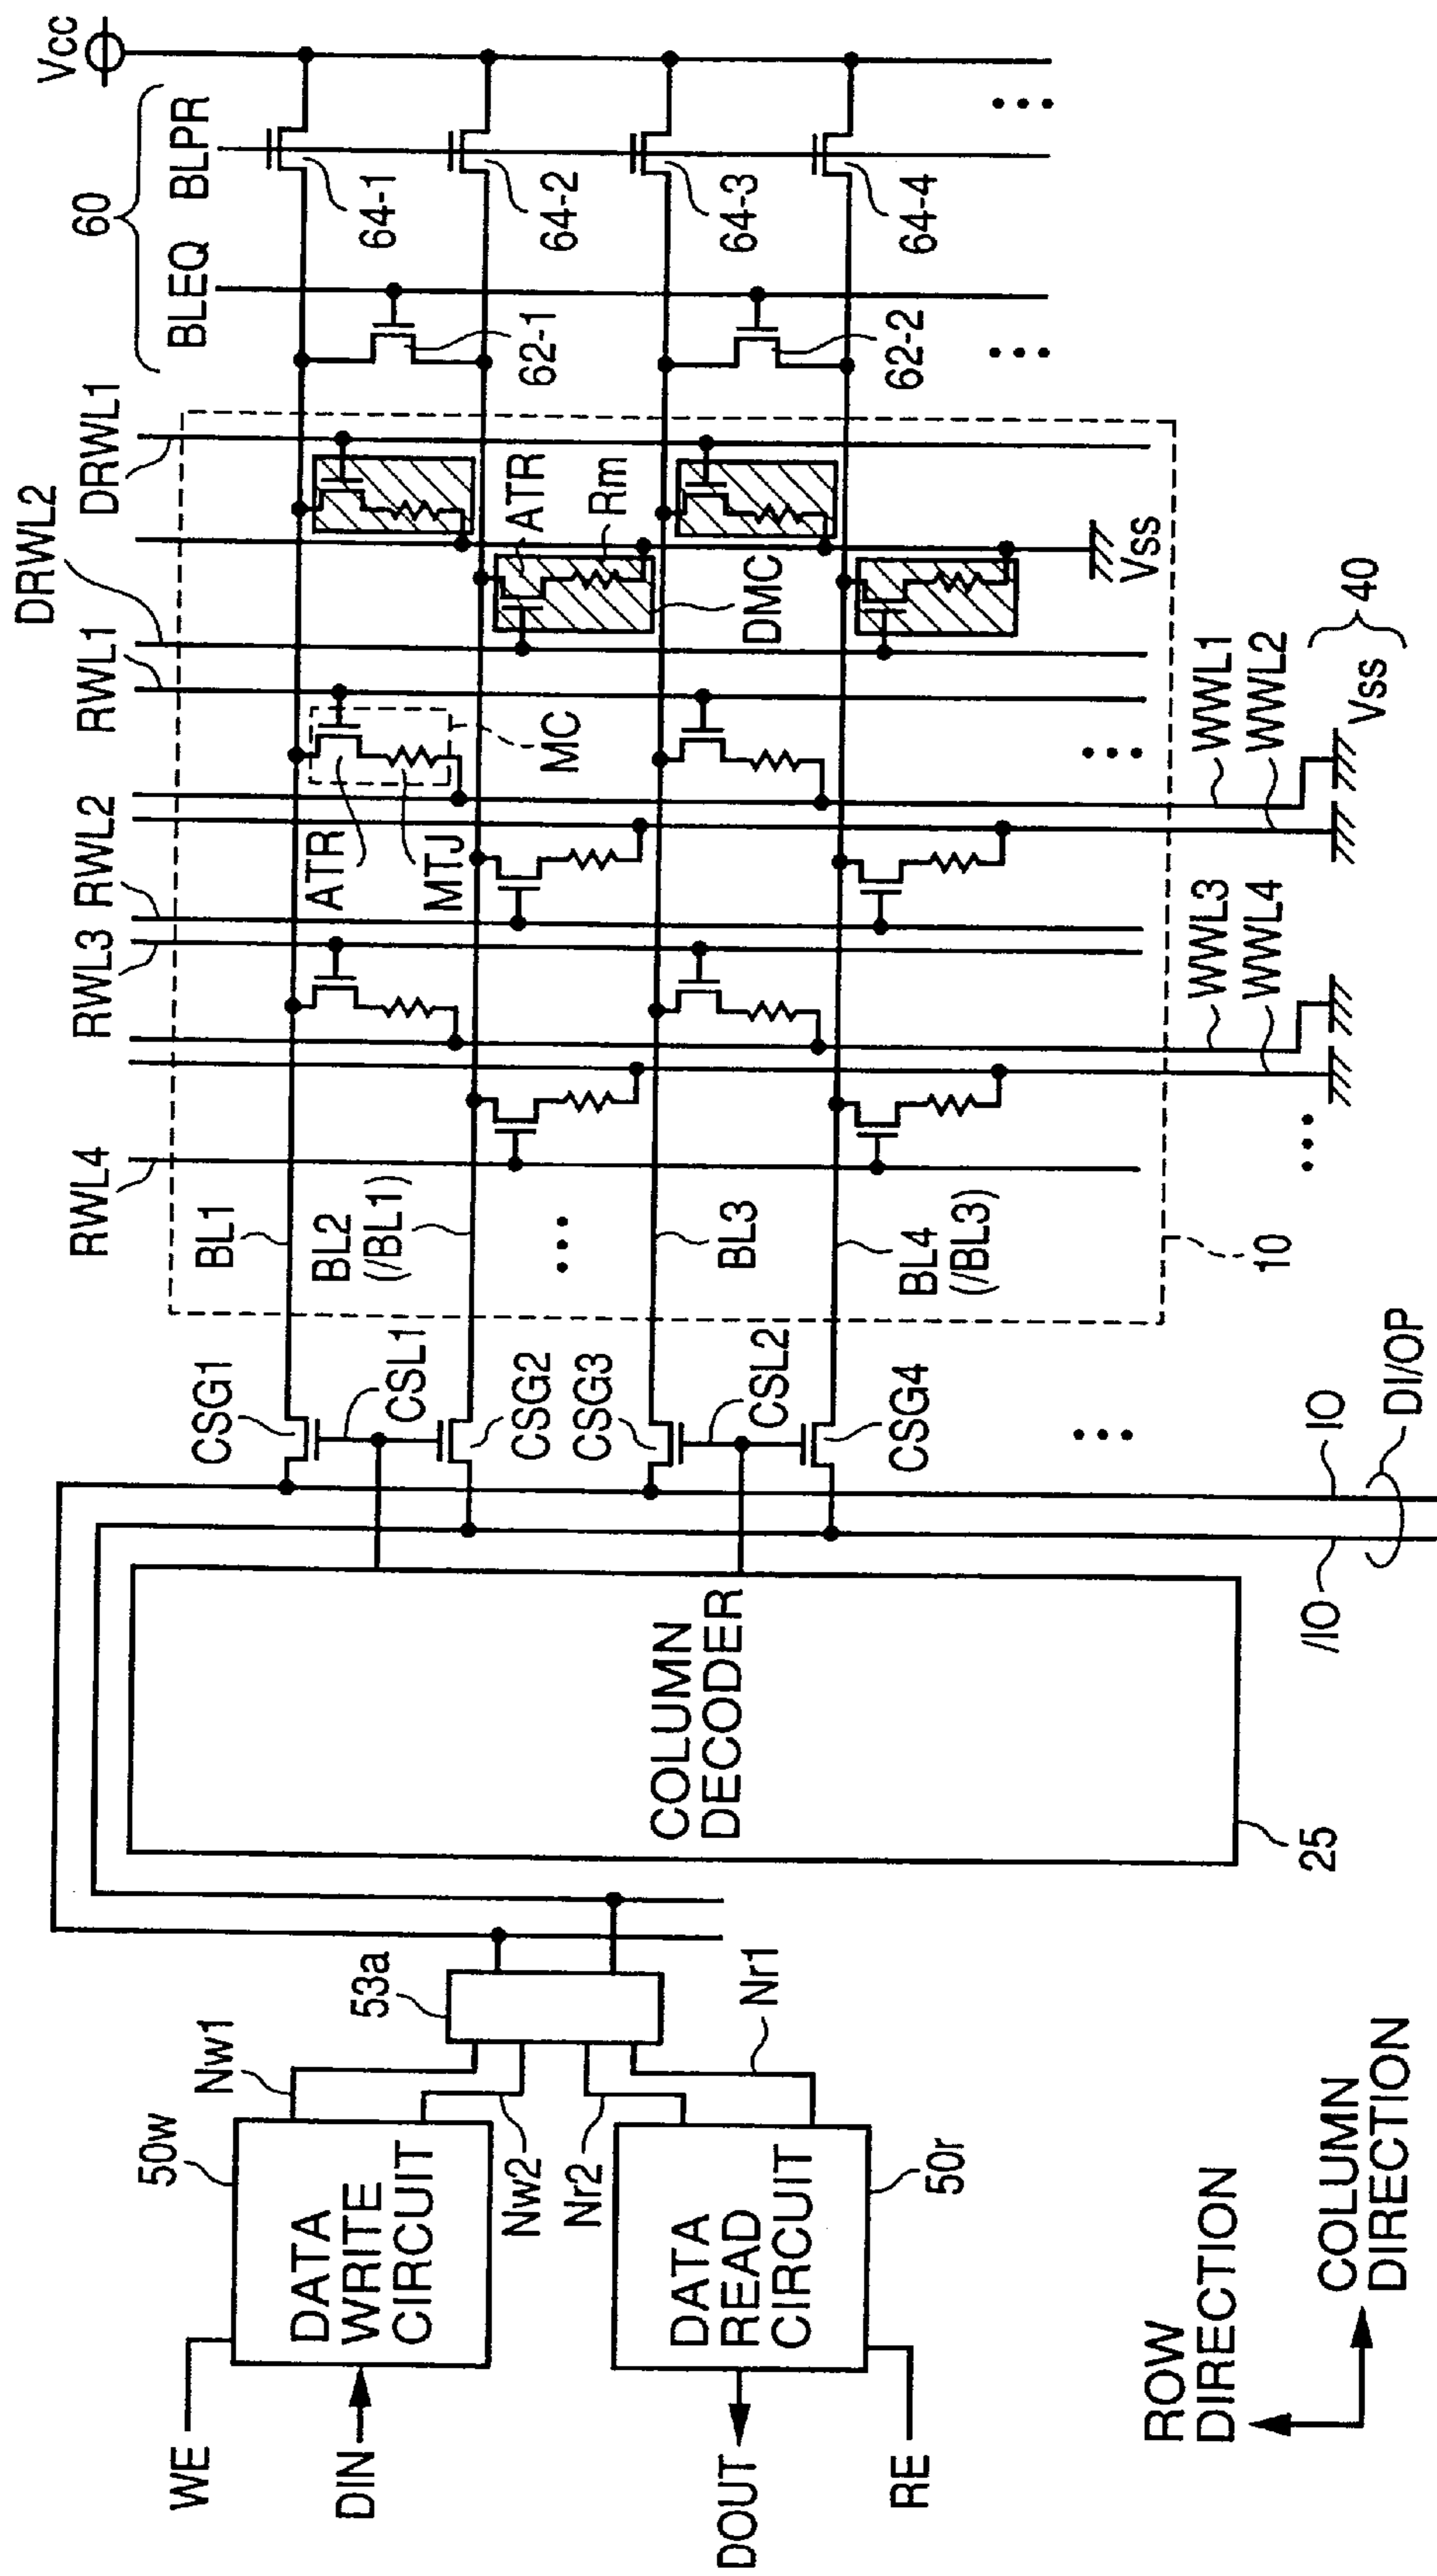 Vcc
60
BLEQ
BLPR
DRWL1
DRWL2
RWL1
RWL2
RWL3
RWL4
64-1
64-2
64-3
64-4
62-1
62-2
ATR
Rm
DMC
Vss
MC
ATR
MTJ
BL1
BL2
(/BL1)
BL3
BL4
(/BL3)
10
WWL1
WWL2
WWL3
WWL4
Vss
40
CSG1
CSL1
CSG2
CSG3
CSL2
CSG4
IO
/IO
DI/OP
COLUMN
DECODER
25
53a
Nw1
Nw2
Nr2
Nr1
50w
DATA
WRITE
CIRCUIT
WE
DIN
DATA
READ
CIRCUIT
50r
DOUT
RE
ROW
DIRECTION
COLUMN
DIRECTION